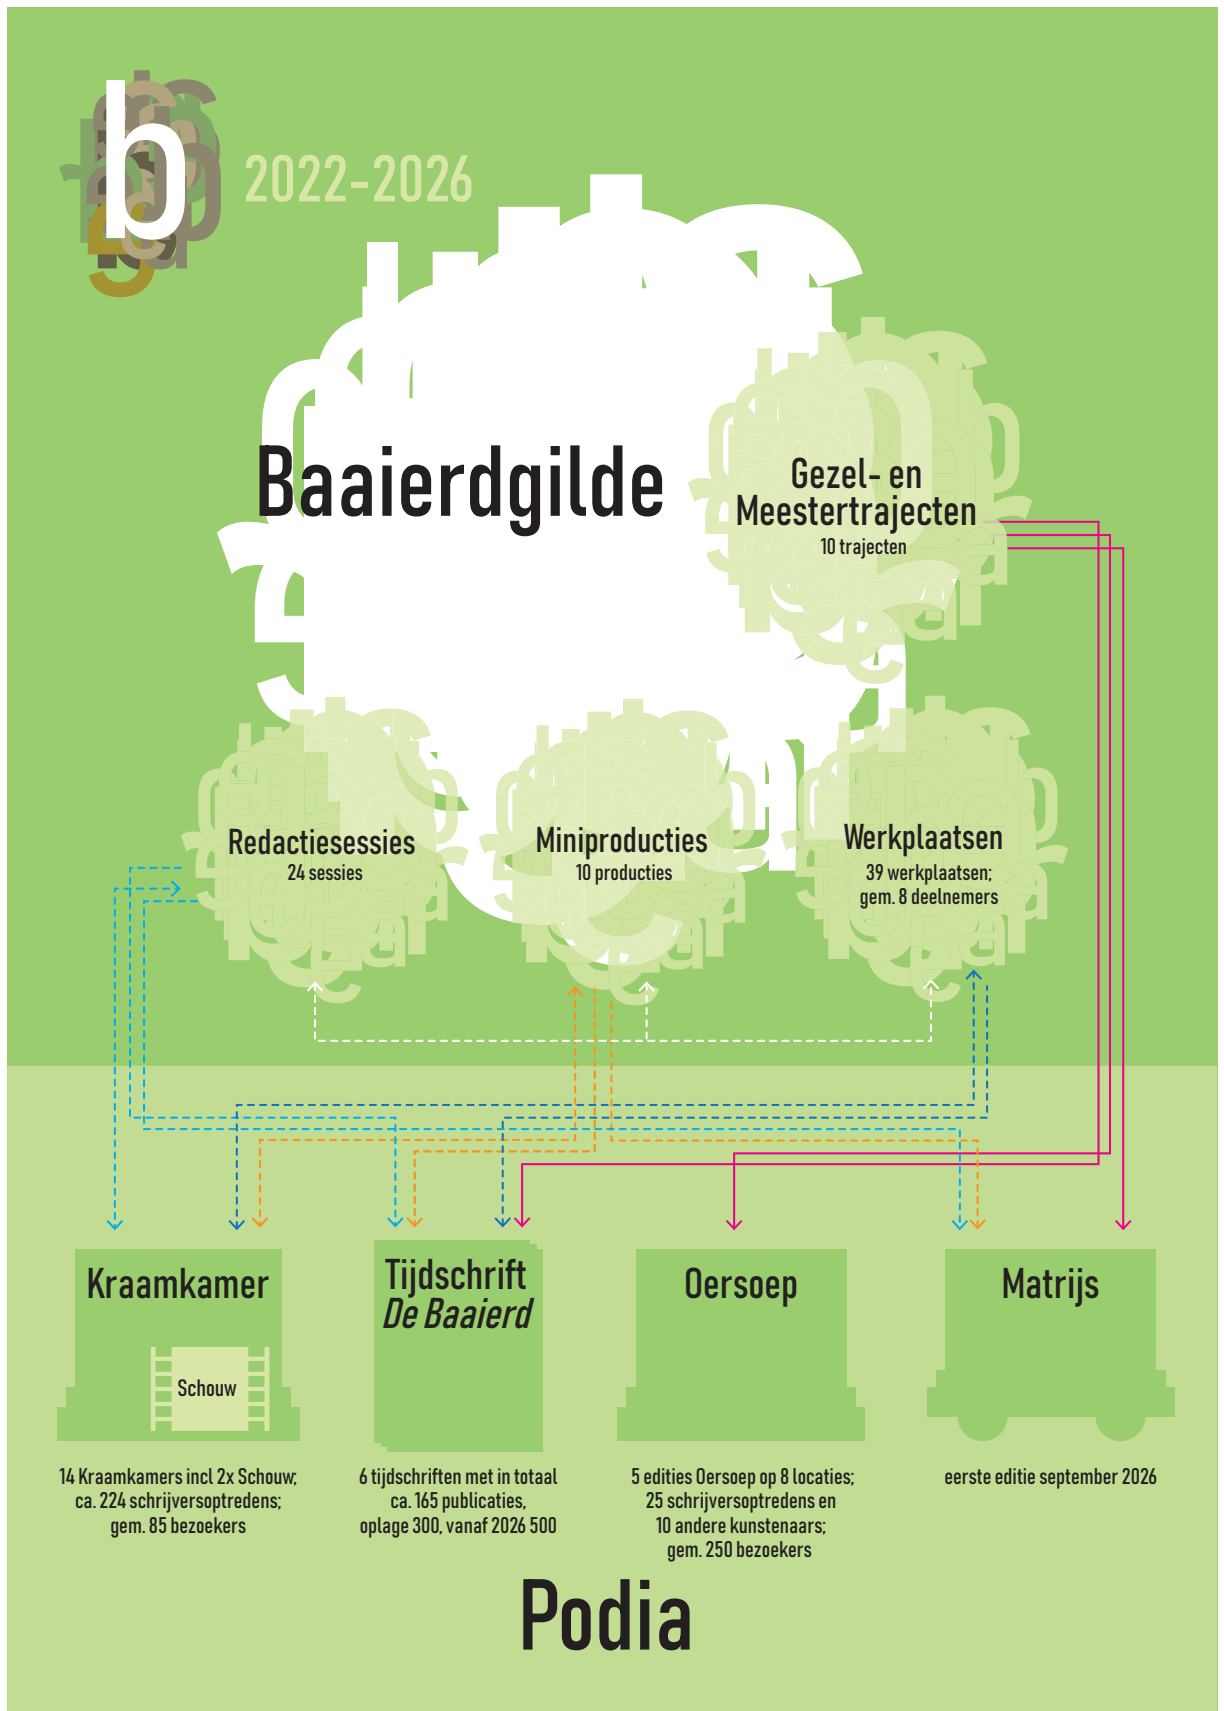 b
2022-2026
Baaierdgilde
Gezel- en
Meestertrajecten
10 trajecten
Redactiesessies
24 sessies
Miniproducties
10 producties
Werkplaatsen
39 werkplaatsen;
gem. 8 deelnemers
Kraamkamer
Schouw
14 Kraamkamers incl 2x Schouw;
ca. 224 schrijversoptredens;
gem. 85 bezoekers
Tijdschrift
De Baaierd
6 tijdschriften met in totaal
ca. 165 publicaties,
oplage 300, vanaf 2026 500
Oersoep
5 edities Oersoep op 8 locaties;
25 schrijversoptredens en
10 andere kunstenaars;
gem. 250 bezoekers
Matrijs
eerste editie september 2026
Podia